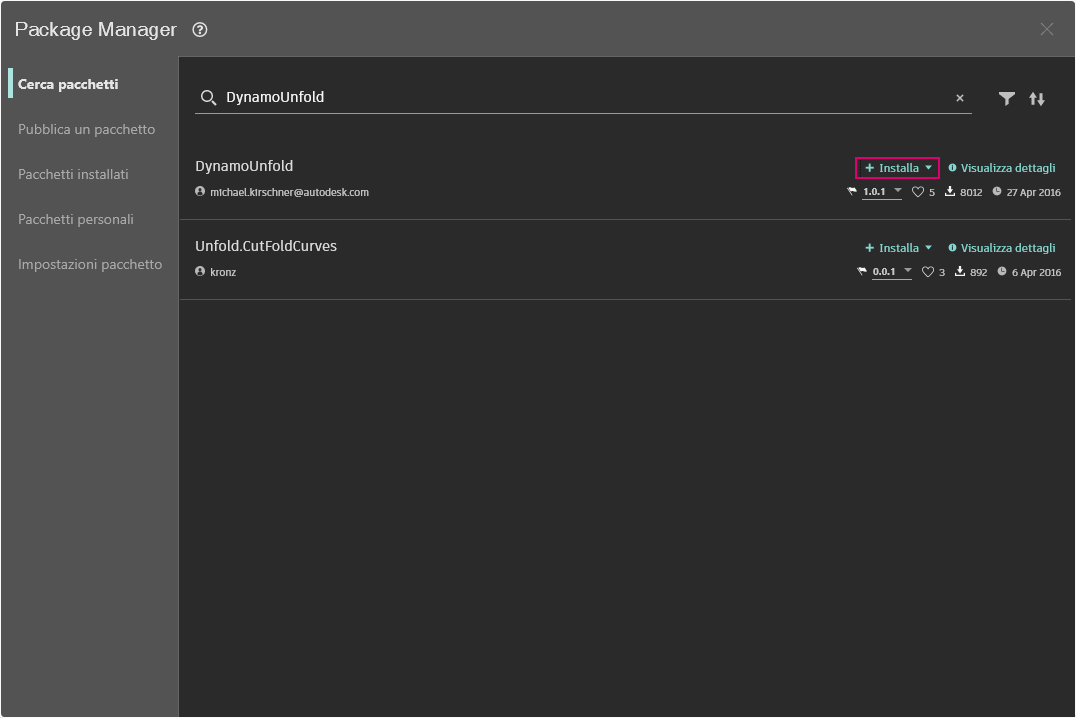 Package Manager
Cerca pacchetti
Pubblica un pacchetto
Pacchetti installati
Pacchetti personali
Impostazioni pacchetto
DynamoUnfold
DynamoUnfold
Installa
Visualizza dettagli
michael.kirschner@autodesk.com
1.0.1 5 8012 27 Apr 2016
Unfold.CutFoldCurves
Installa
Visualizza dettagli
kronz
0.0.1 3 892 6 Apr 2016